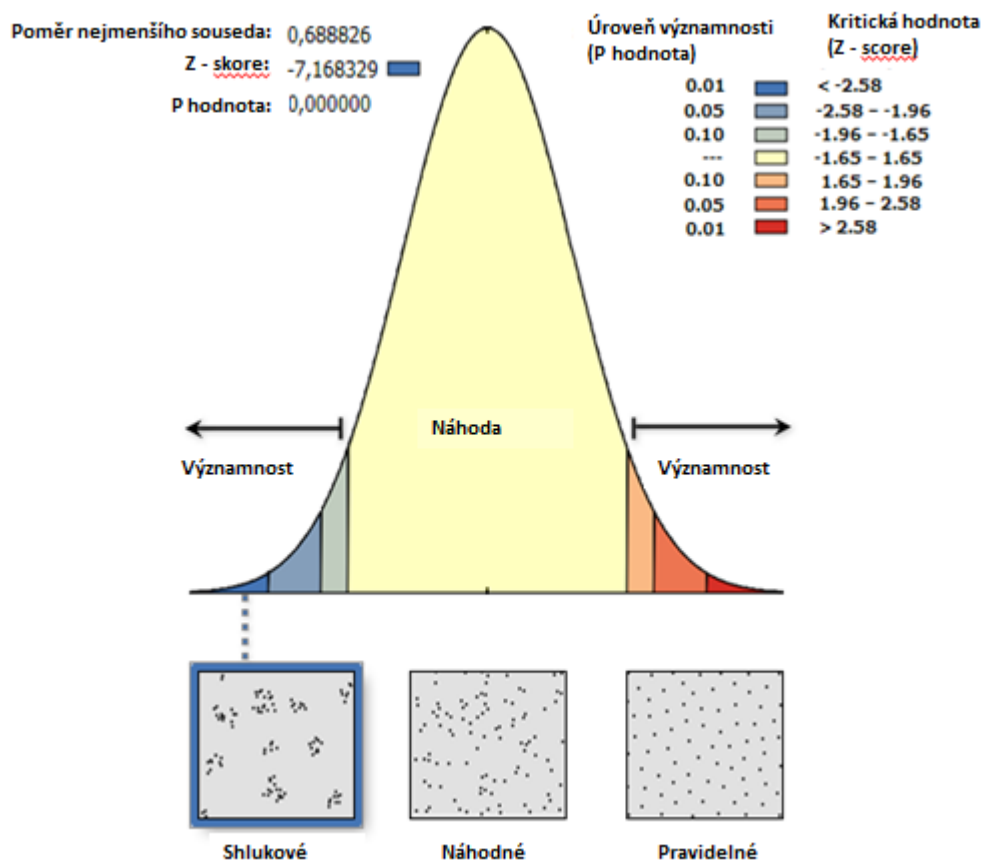 Poměr nejmenšího souseda: 0,688826
Z - skore: -7,168329
P hodnota: 0,000000
Úroveň významnosti
(P hodnota)
Kritická hodnota
(Z - score)
0.01 < -2.58
0.05 -2.58 – -1.96
0.10 -1.96 – -1.65
--- -1.65 – 1.65
0.10 1.65 – 1.96
0.05 1.96 – 2.58
0.01 > 2.58
Náhoda
Významnost
Významnost
Shlukové
Náhodné
Pravidelné